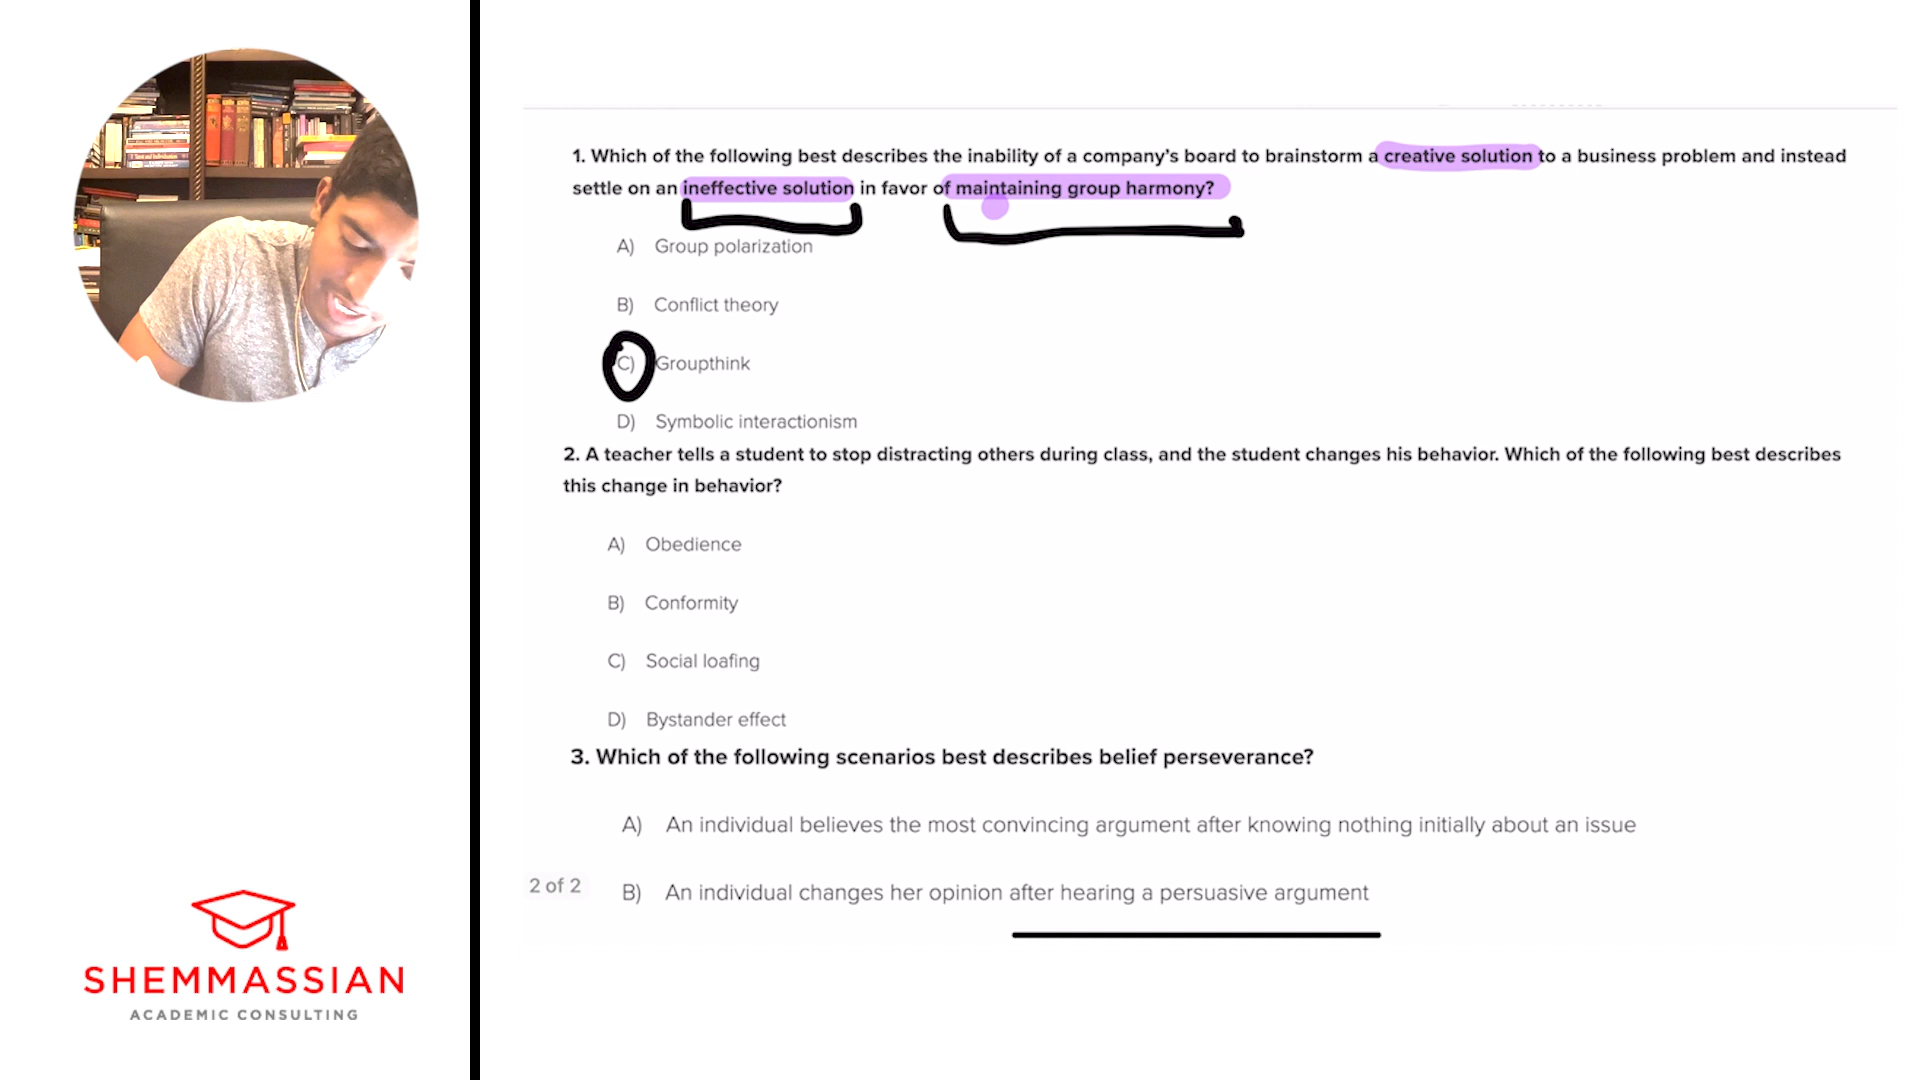 1. Which of the following best describes the inability of a company's board to brainstorm a creative solution to a business problem and instead
settle on an ineffective solution in favor of maintaining group harmony?
A) Group polarization
B) Conflict theory
C) Groupthink
D) Symbolic interactionism
2. A teacher tells a student to stop distracting others during class, and the student changes his behavior. Which of the following best describes
this change in behavior?
A) Obedience
B) Conformity
C) Social loafing
D) Bystander effect
3. Which of the following scenarios best describes belief perseverance?
A) An individual believes the most convincing argument after knowing nothing initially about an issue
2 of 2
B) An individual changes her opinion after hearing a persuasive argument
SHEMMASSIAN
ACADEMIC CONSULTING